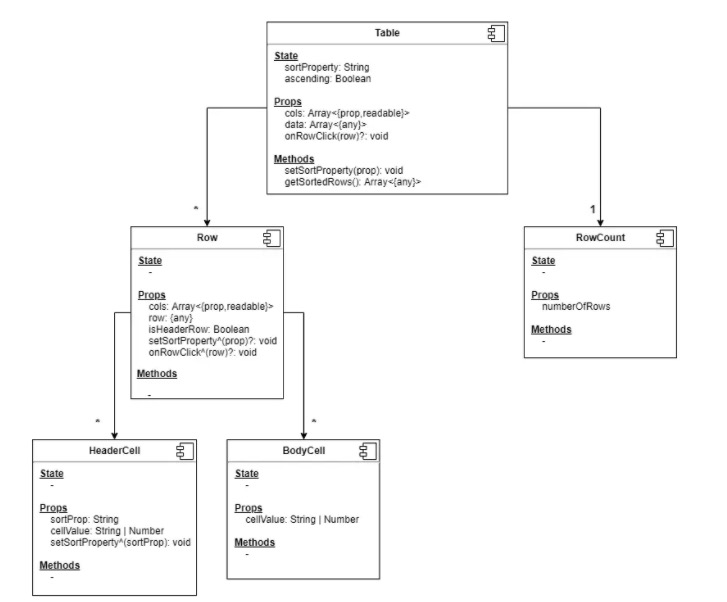 Table
State
sortProperty: String
ascending: Boolean
Props
cols: Array<{prop,readable}>
data: Array<{any}>
onRowClick(row)?: void
Methods
setSortProperty(prop): void
getSortedRows(): Array<{any}>
*
1
Row
State
-
Props
cols: Array<{prop,readable}>
row: {any}
isHeaderRow: Boolean
setSortProperty^(prop)?: void
onRowClick^(row)?: void
Methods
-
RowCount
State
-
Props
numberOfRows
Methods
-
*
*
HeaderCell
State
-
Props
sortProp: String
cellValue: String | Number
setSortProperty^(sortProp): void
Methods
-
BodyCell
State
-
Props
cellValue: String | Number
Methods
-